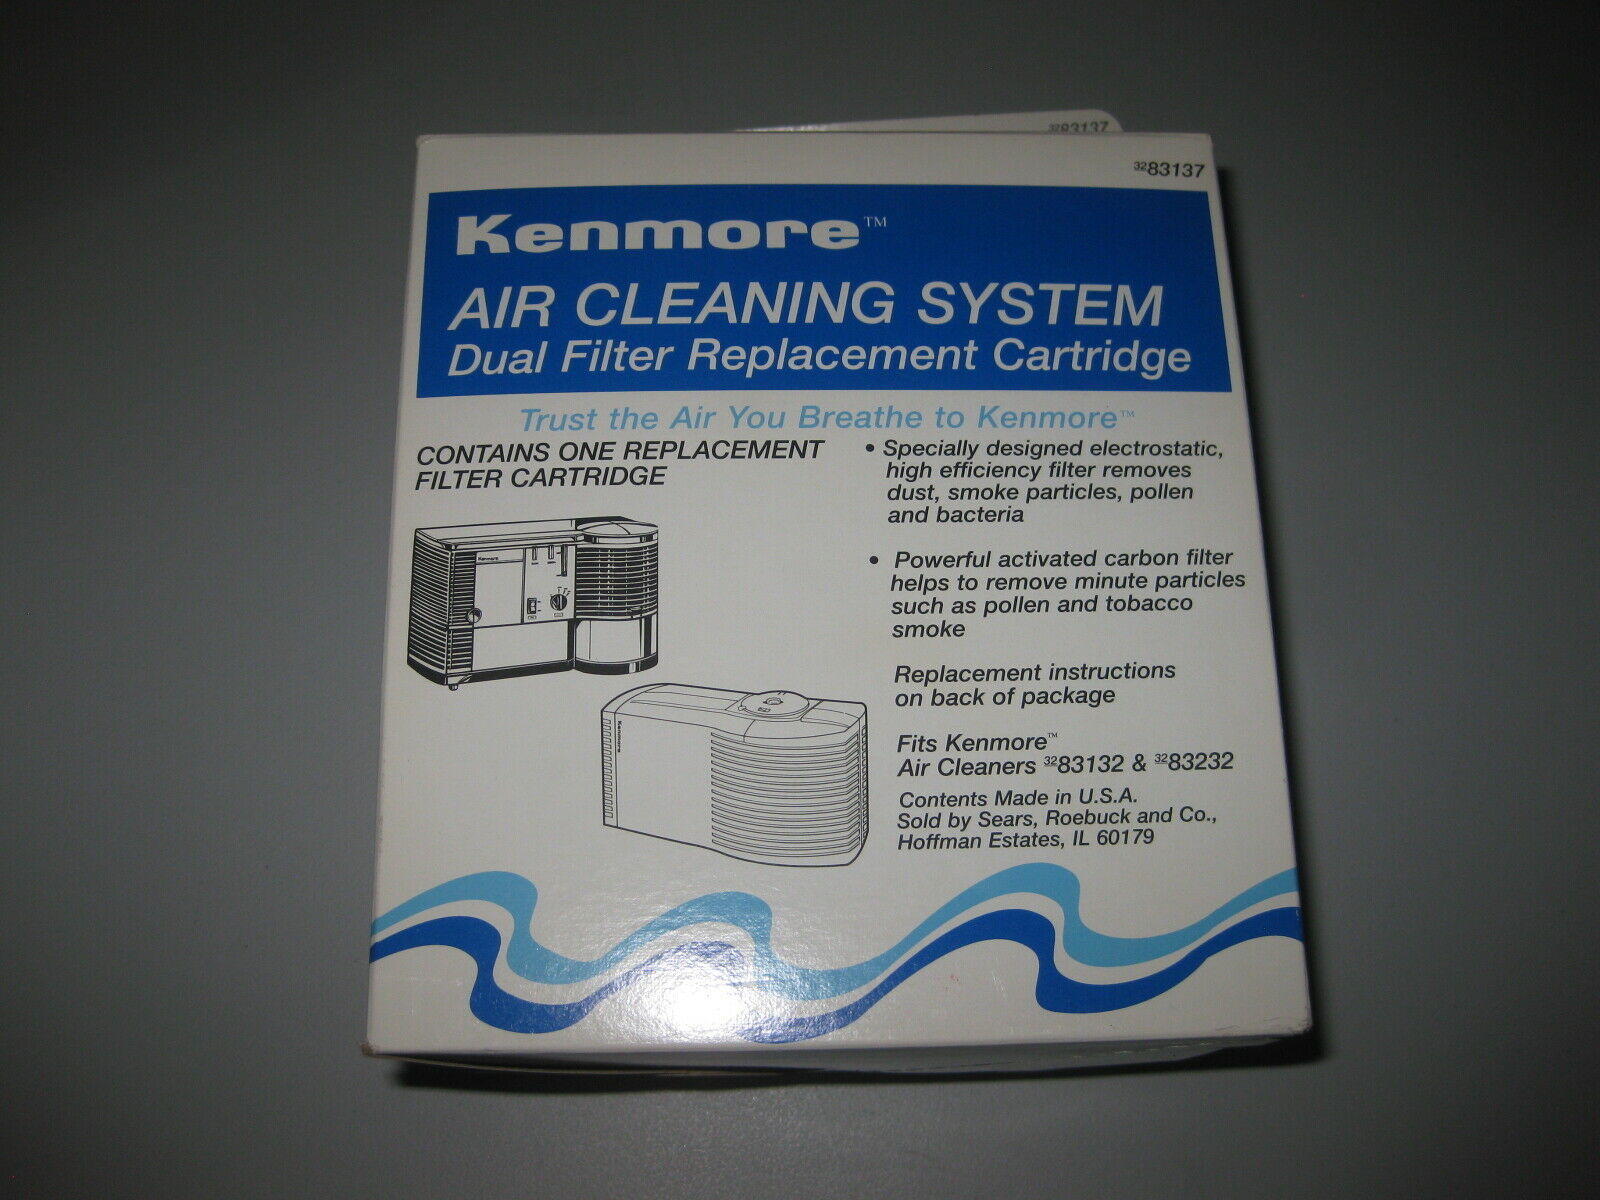 3283137
3283137
Kenmore™
AIR CLEANING SYSTEM
Dual Filter Replacement Cartridge
Trust the Air You Breathe to Kenmore™
CONTAINS ONE REPLACEMENT
FILTER CARTRIDGE
Kenmore
Kenmore
• Specially designed electrostatic,
high efficiency filter removes
dust, smoke particles, pollen
and bacteria
• Powerful activated carbon filter
helps to remove minute particles
such as pollen and tobacco
smoke
Replacement instructions
on back of package
Fits Kenmore™
Air Cleaners 3283132 & 3283232
Contents Made in U.S.A.
Sold by Sears, Roebuck and Co.,
Hoffman Estates, IL 60179